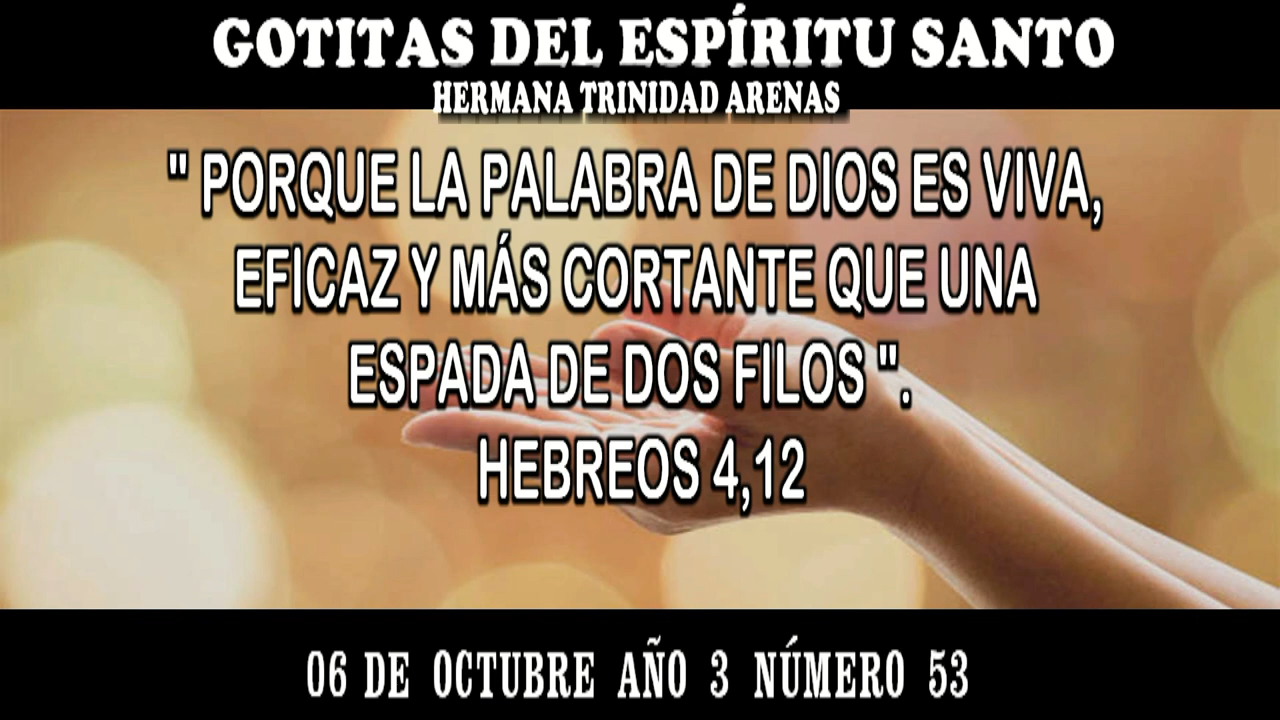 GOTITAS DEL ESPÍRITU SANTO
HERMANA TRINIDAD ARENAS
" PORQUE LA PALABRA DE DIOS ES VIVA,
EFICAZ Y MÁS CORTANTE QUE UNA
ESPADA DE DOS FILOS ".
HEBREOS 4,12
06 DE OCTUBRE AÑO 3 NÚMERO 53